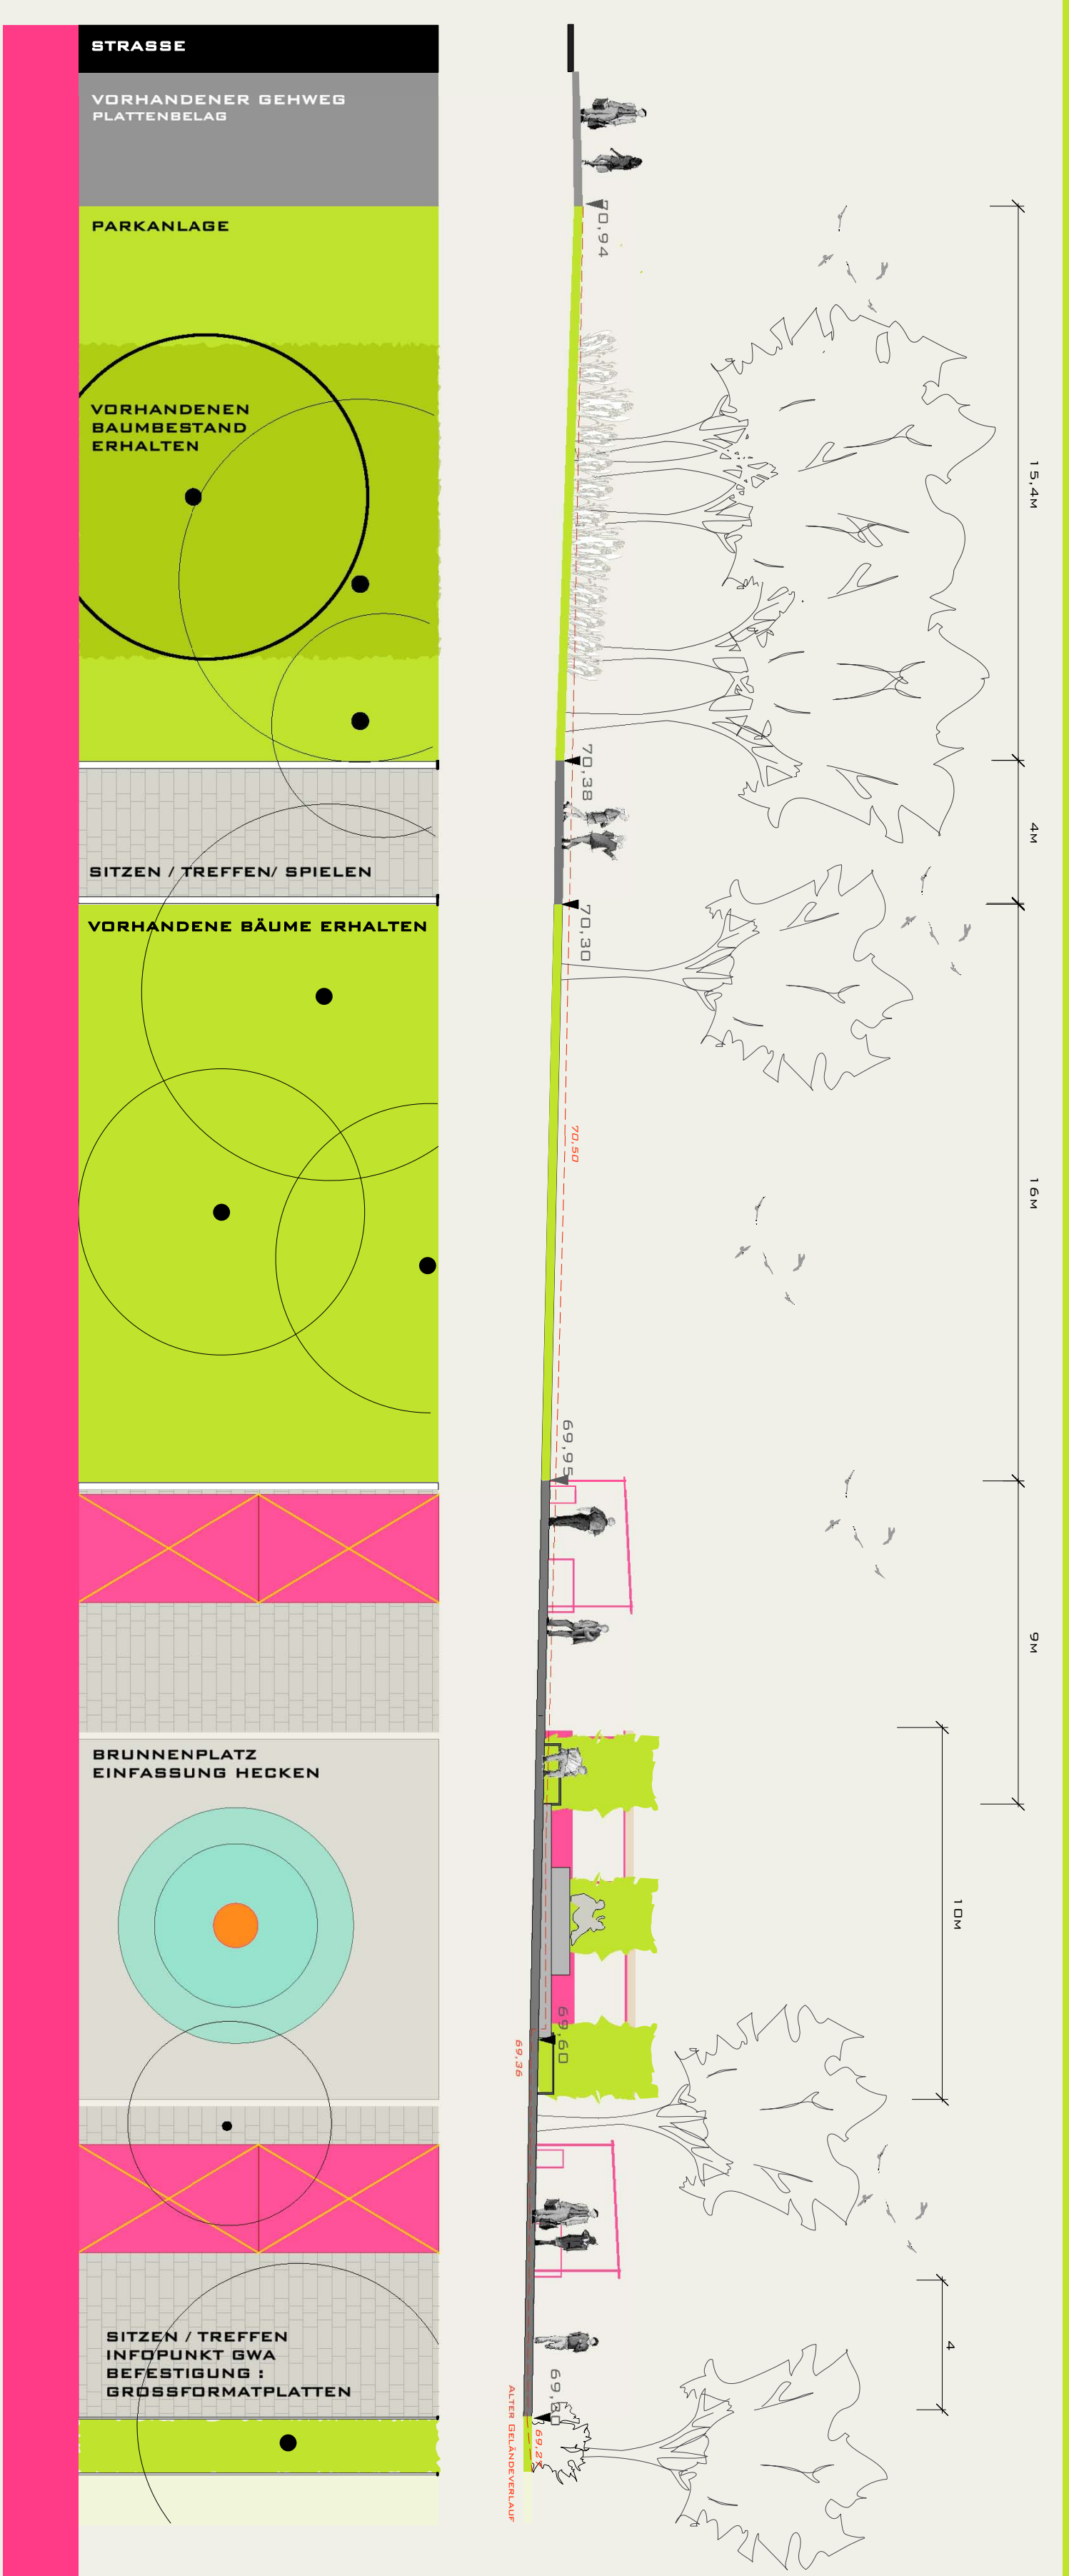 STRASSE
VORHANDENER GEHWEG
PLATTENBELAG
PARKANLAGE
VORHANDENEN
BAUMBESTAND
ERHALTEN
SITZEN / TREFFEN/ SPIELEN
VORHANDENE BÄUME ERHALTEN
BRUNNENPLATZ
EINFASSUNG HECKEN
SITZEN / TREFFEN
INFOPUNKT GWA
BEFESTIGUNG :
GROSSFORMATPLATTEN
70,94
70,38
70,30
70,50
69,95
69,60
69,36
ALTER GELÄNDEVERLAUF
15,4M
4M
16M
9M
10M
4